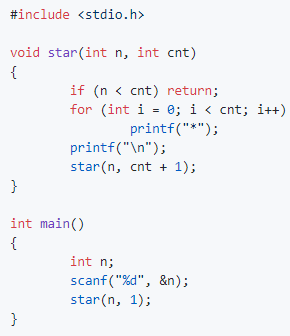 #include <stdio.h>
void star(int n, int cnt)
{
if (n < cnt) return;
for (int i = 0; i < cnt; i++)
printf("*");
printf("\n");
star(n, cnt + 1);
}
int main()
{
int n;
scanf("%d", &n);
star(n, 1);
}